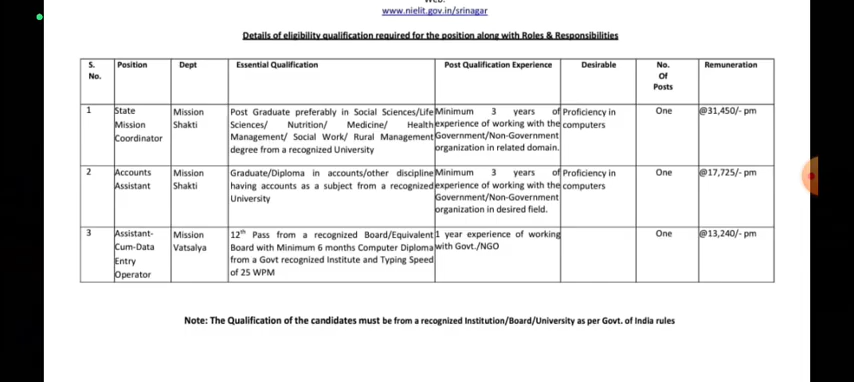 Web:
www.nielit.gov.in/srinagar
Details of eligibility qualification required for the position along with Roles & Responsibilities
S. No. Position Dept Essential Qualification Post Qualification Experience Desirable No. Of Posts Remuneration
1 State Mission Coordinator
Mission Shakti
Post Graduate preferably in Social Sciences/Life
Sciences/ Nutrition/ Medicine/ Health
Management/ Social Work/ Rural Management
degree from a recognized University
Minimum 3 years of
experience of working with the
Government/Non-Government
organization in related domain.
Proficiency in
computers
One
@31,450/- pm
2 Accounts Assistant
Mission Shakti
Graduate/Diploma in accounts/other discipline
having accounts as a subject from a recognized
University
Minimum 3 years of
experience of working with the
Government/Non-Government
organization in desired field.
Proficiency in
computers
One
@17,725/- pm
3 Assistant-Cum-Data Entry Operator
Mission Vatsalya
12th Pass from a recognized Board/Equivalent
Board with Minimum 6 months Computer Diploma
from a Govt recognized Institute and Typing Speed
of 25 WPM
1 year experience of working
with Govt./NGO
One
@13,240/- pm
Note: The Qualification of the candidates must be from a recognized Institution/Board/University as per Govt. of India rules